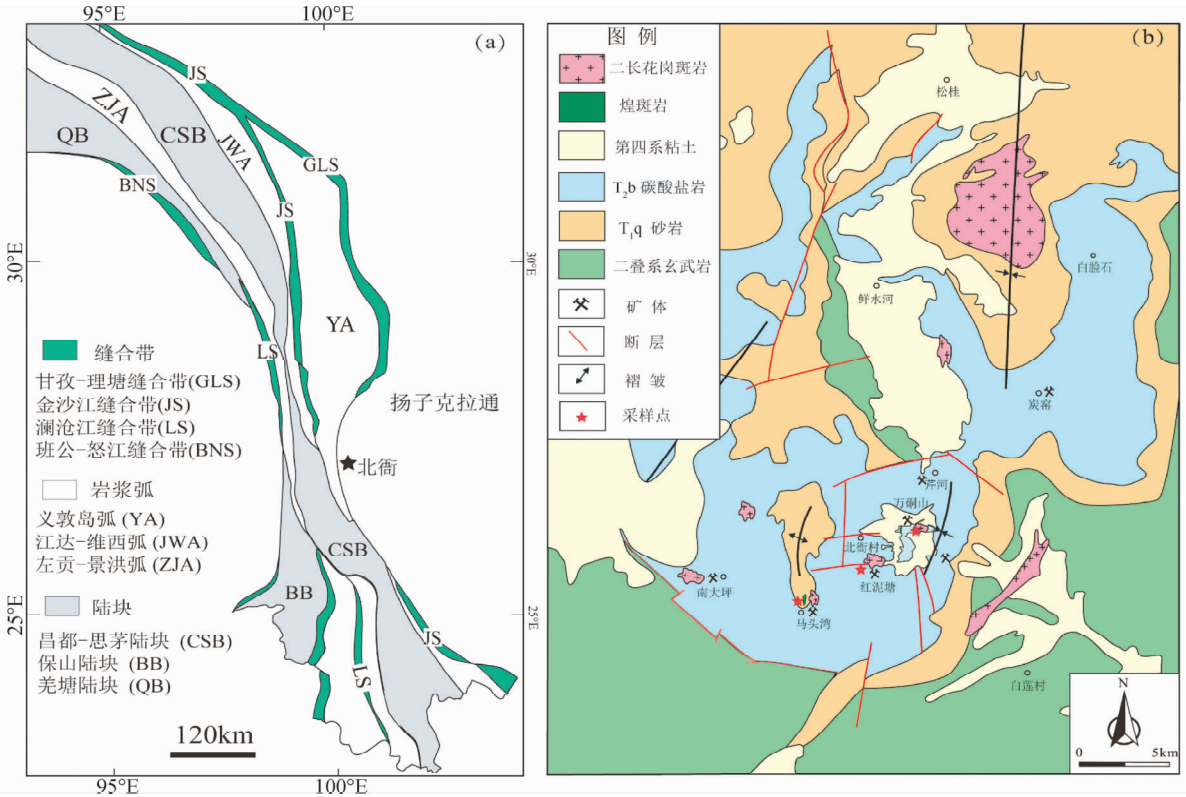 95°E
100°E
(a)
JS
ZJA
QB
CSB
JWA
GLS
BNS
JS
30°E
30°E
YA
LS
缝合带
甘孜-理塘缝合带(GLS)
金沙江缝合带(JS)
澜沧江缝合带(LS)
班公-怒江缝合带(BNS)
扬子克拉通
北衙
岩浆弧
义敦岛弧 (YA)
江达-维西弧 (JWA)
左贡-景洪弧 (ZJA)
CSB
BB
25°E
25°E
陆块
昌都-思茅陆块 (CSB)
保山陆块 (BB)
羌塘陆块 (QB)
JS
LS
120km
95°E
100°E
图 例
(b)
二长花岗斑岩
煌斑岩
第四系粘土
T₂b 碳酸盐岩
T₁q 砂岩
二叠系玄武岩
矿 体
断 层
褶 皱
采样点
松桂
白脸石
鲜水河
炭窑
芹河
万硐山
北衙村
红泥塘
南大坪
马头湾
白莲村
N
0
5km